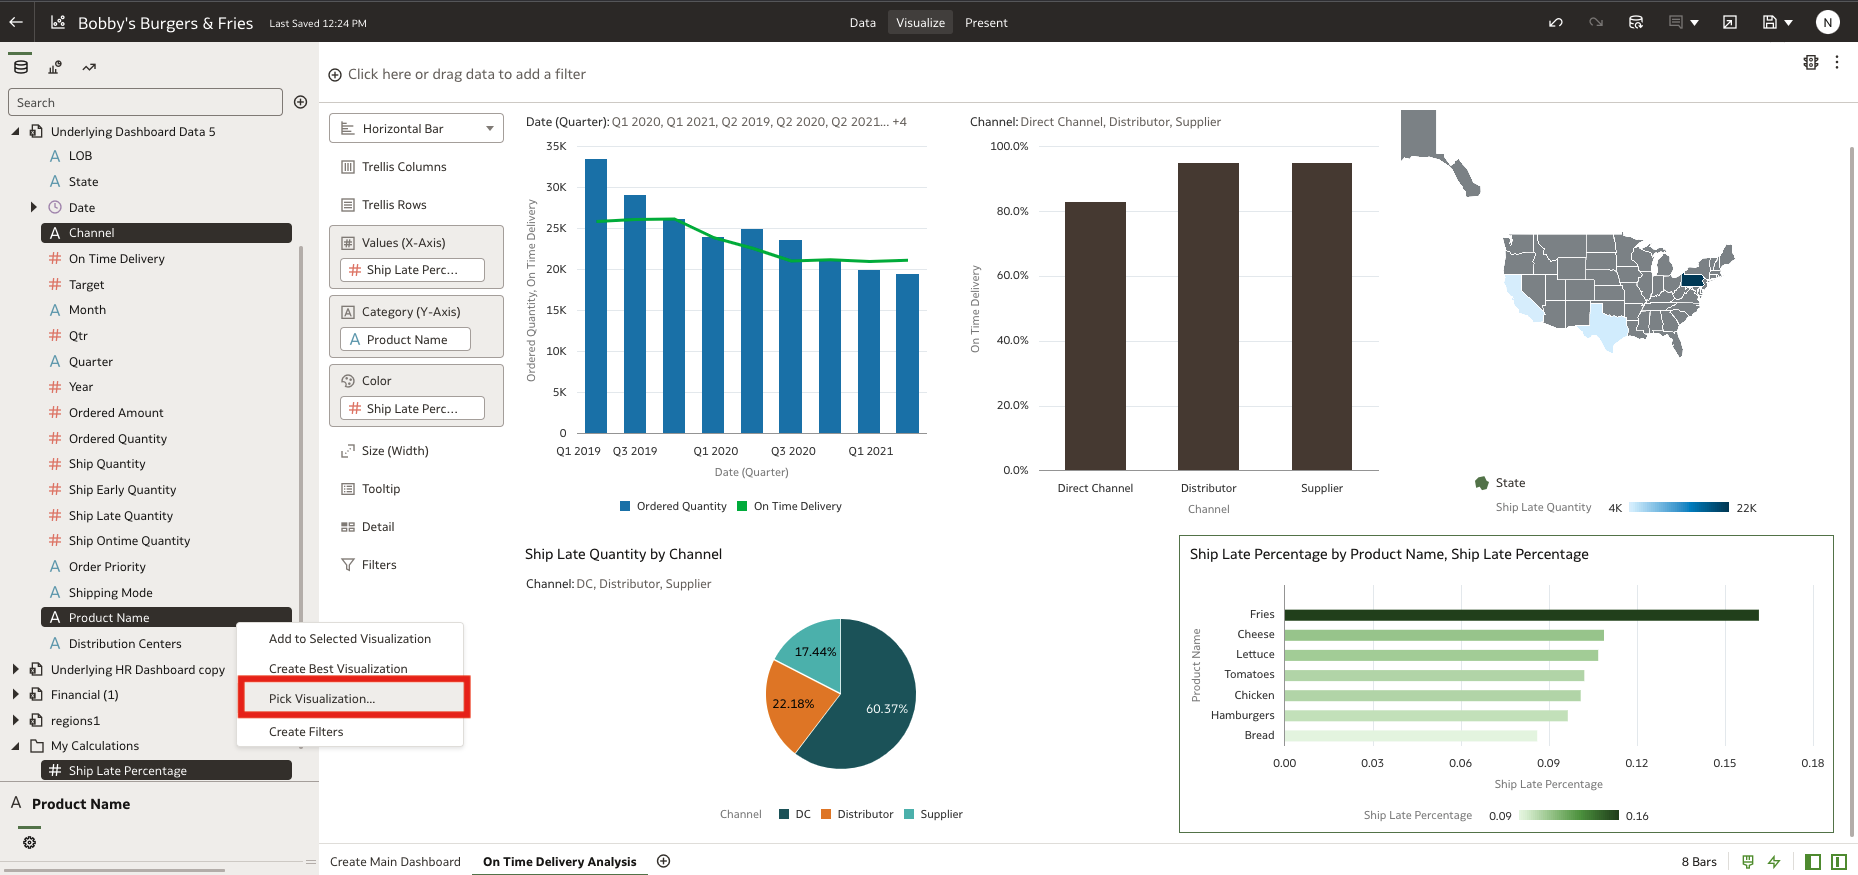 Bobby's Burgers & Fries
Last Saved 12:24 PM
Data
Visualize
Present
N
Search
Underlying Dashboard Data 5
A LOB
A State
Date
A Channel
# On Time Delivery
# Target
A Month
# Qtr
A Quarter
# Year
# Ordered Amount
# Ordered Quantity
# Ship Quantity
# Ship Early Quantity
# Ship Late Quantity
# Ship Ontime Quantity
A Order Priority
A Shipping Mode
A Product Name
A Distribution Centers
Underlying HR Dashboard copy
Financial (1)
regions1
My Calculations
# Ship Late Percentage
A Product Name
Add to Selected Visualization
Create Best Visualization
Pick Visualization...
Create Filters
Click here or drag data to add a filter
Horizontal Bar
Trellis Columns
Trellis Rows
# Values (X-Axis)
# Ship Late Perc...
A Category (Y-Axis)
A Product Name
Color
# Ship Late Perc...
Size (Width)
Tooltip
Detail
Filters
Date (Quarter): Q1 2020, Q1 2021, Q2 2019, Q2 2020, Q2 2021... +4
Ordered Quantity, On Time Delivery
35K
30K
25K
20K
15K
10K
5K
0
Q1 2019 Q3 2019 Q1 2020 Q3 2020 Q1 2021
Date (Quarter)
Ordered Quantity On Time Delivery
Channel: Direct Channel, Distributor, Supplier
On Time Delivery
100.0%
80.0%
60.0%
40.0%
20.0%
0.0%
Direct Channel Distributor Supplier
Channel
State
Ship Late Quantity 4K 22K
Ship Late Quantity by Channel
Channel: DC, Distributor, Supplier
17.44%
22.18%
60.37%
Channel DC Distributor Supplier
Ship Late Percentage by Product Name, Ship Late Percentage
Product Name
Fries
Cheese
Lettuce
Tomatoes
Chicken
Hamburgers
Bread
0.00 0.03 0.06 0.09 0.12 0.15 0.18
Ship Late Percentage
Ship Late Percentage 0.09 0.16
Create Main Dashboard
On Time Delivery Analysis
8 Bars